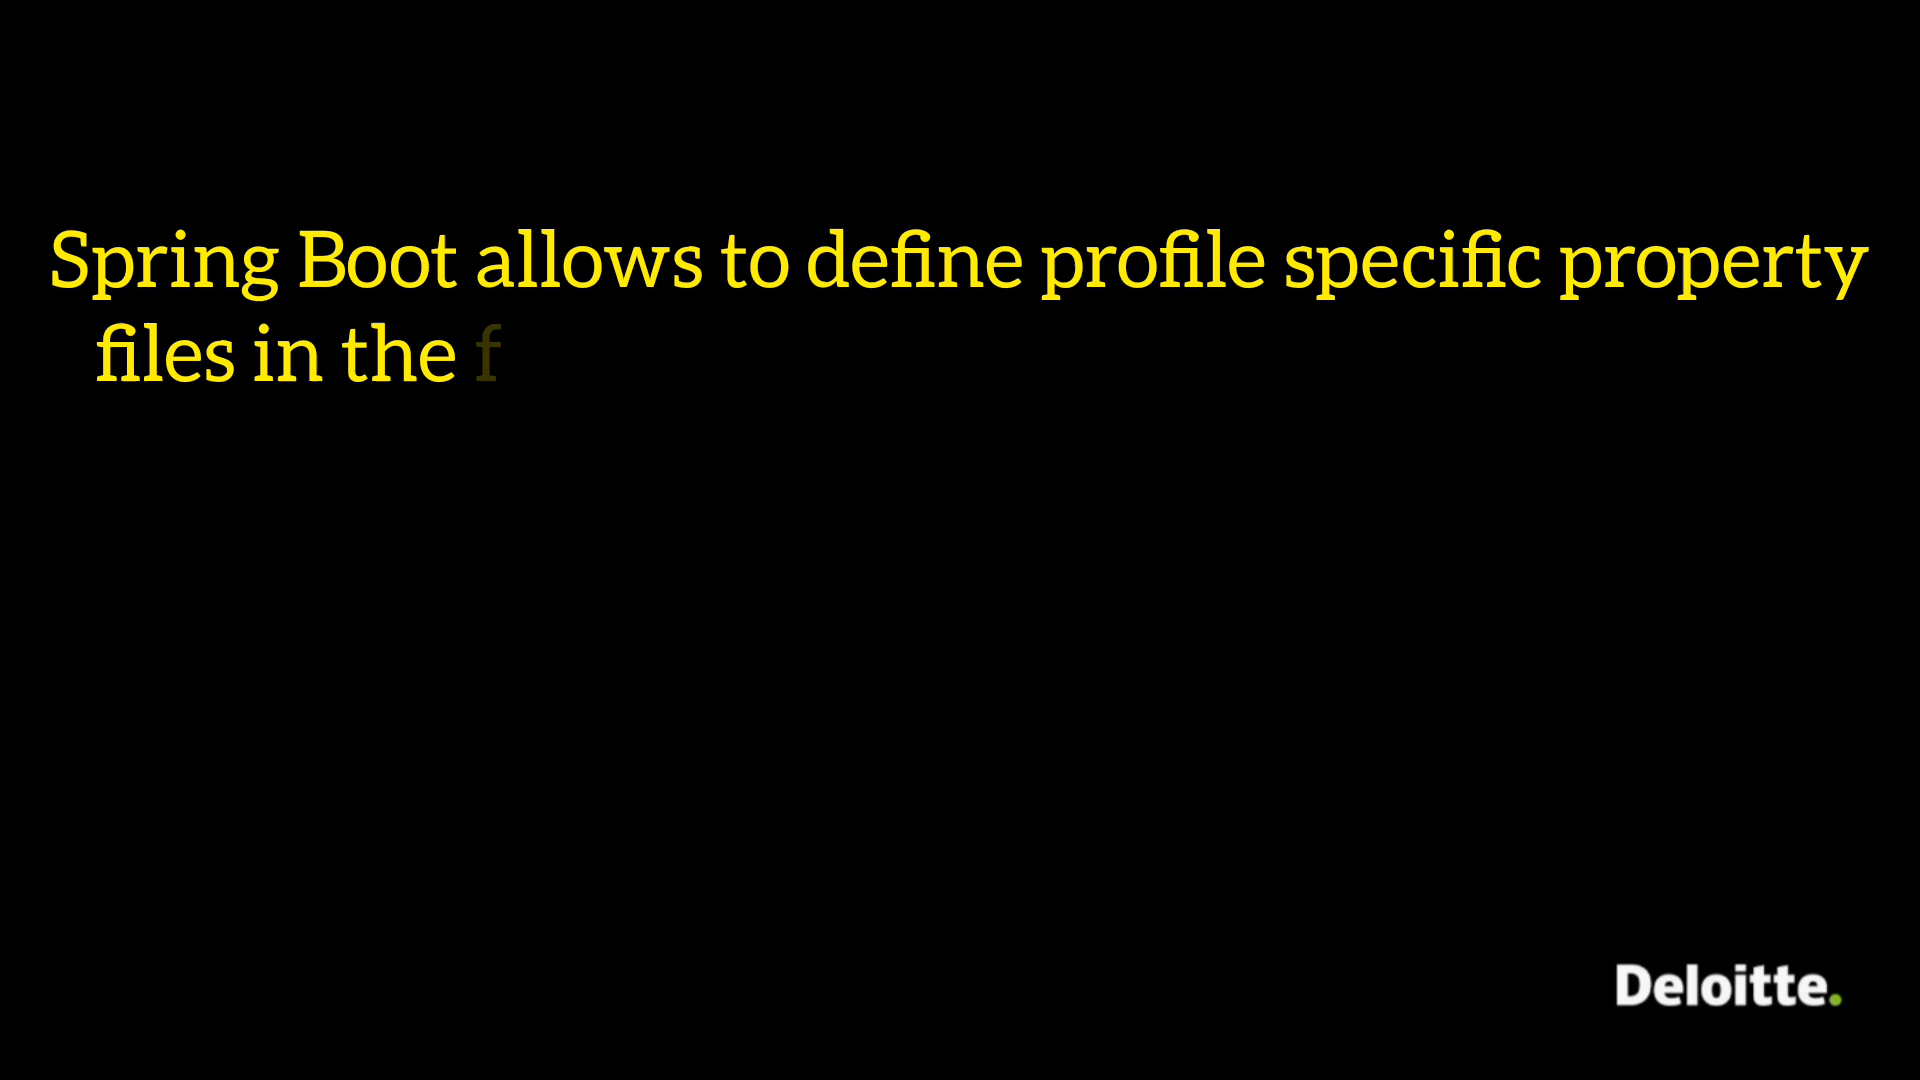 Spring Boot allows to define profile specific property
files in the f
Deloitte.